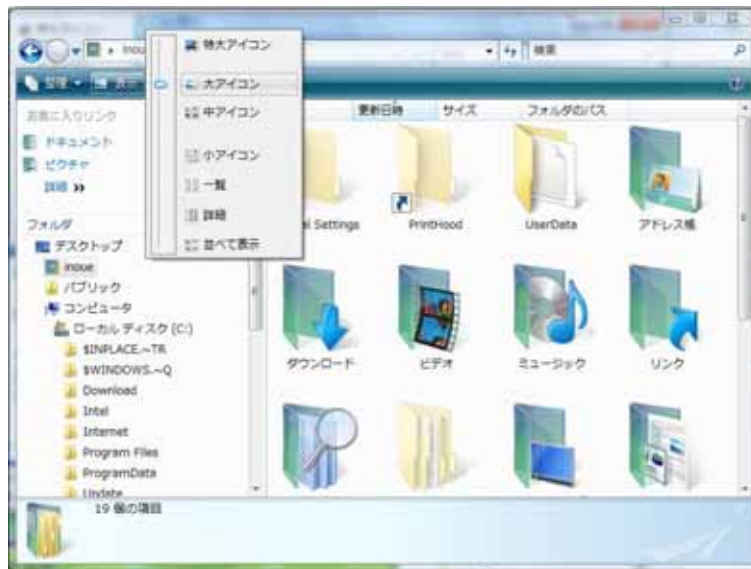 inou
検索
整理
表示
特大アイコン
大アイコン
中アイコン
小アイコン
一覧
詳細
並べて表示
お気に入りリンク
ドキュメント
ピクチャ
詳細 »
更新日時 サイズ フォルダのパス
フォルダ
デスクトップ
inoue
パブリック
コンピュータ
ローカル ディスク (C:)
$INPLACE.~TR
$WINDOWS.~Q
Download
Intel
Internet
Program Files
ProgramData
Update
l Settings PrintHood UserData アドレス帳
ダウンロード ビデオ ミュージック リンク
19 個の項目